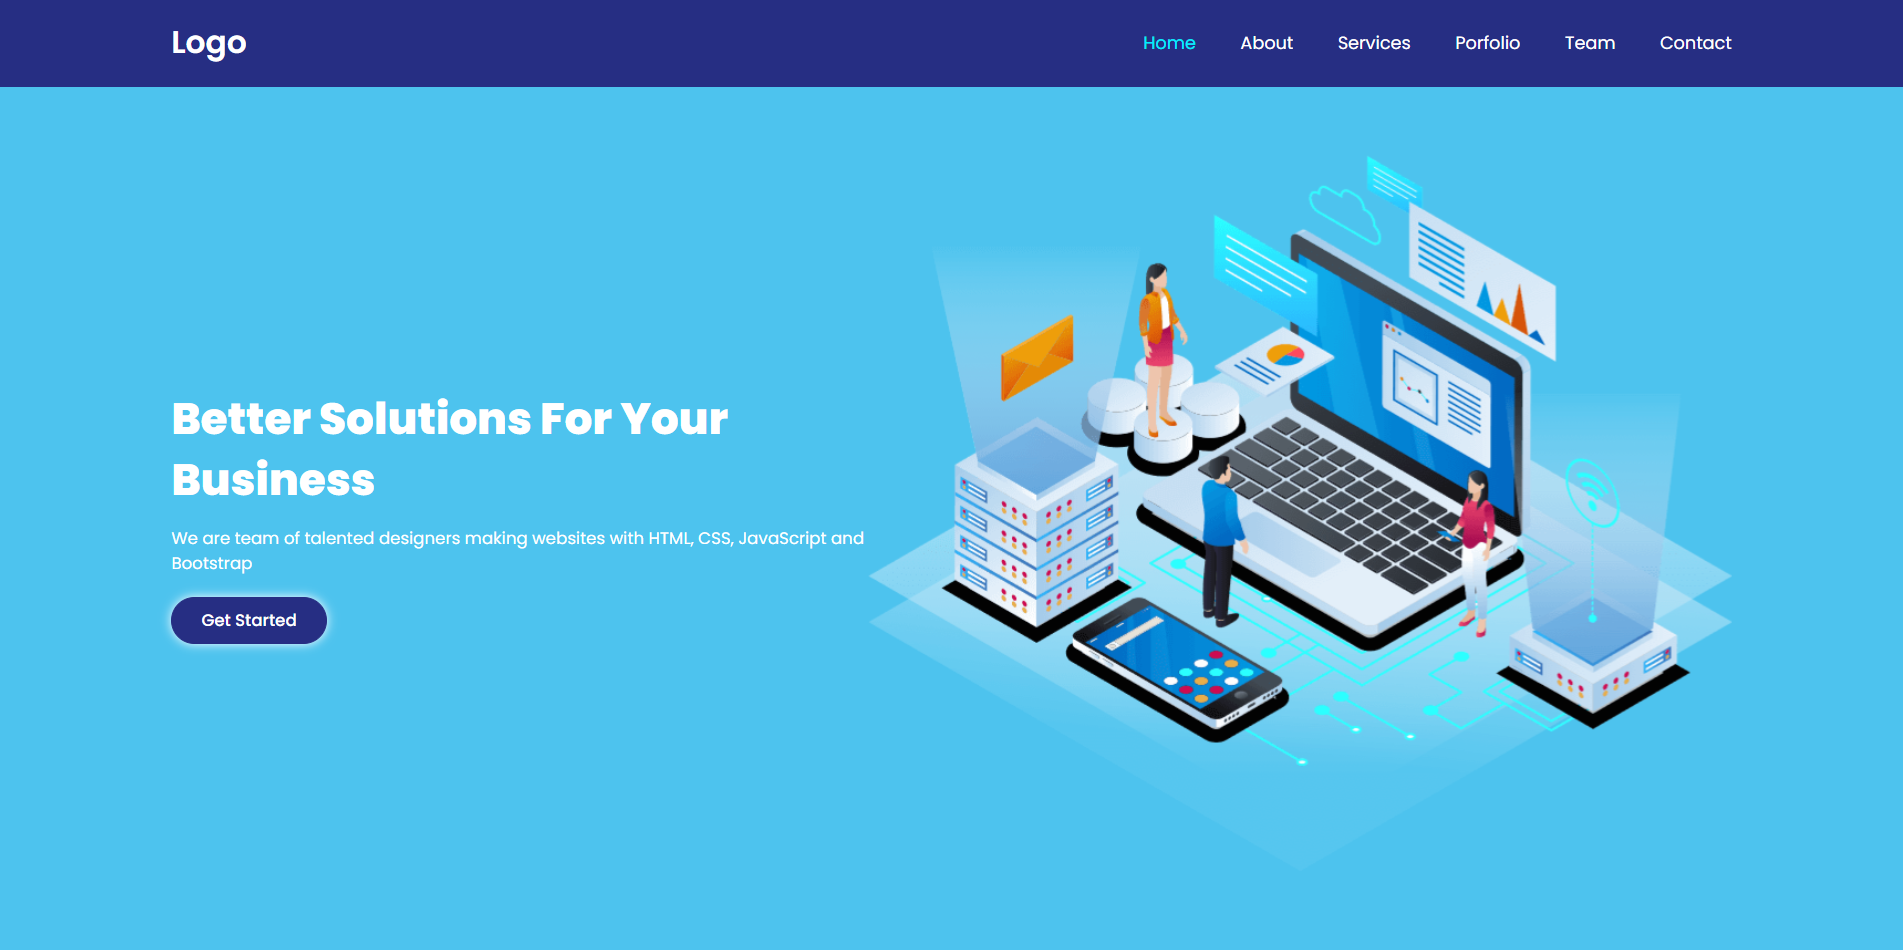 Logo
Home About Services Porfolio Team Contact
Better Solutions For Your
Business
We are team of talented designers making websites with HTML, CSS, JavaScript and
Bootstrap
Get Started